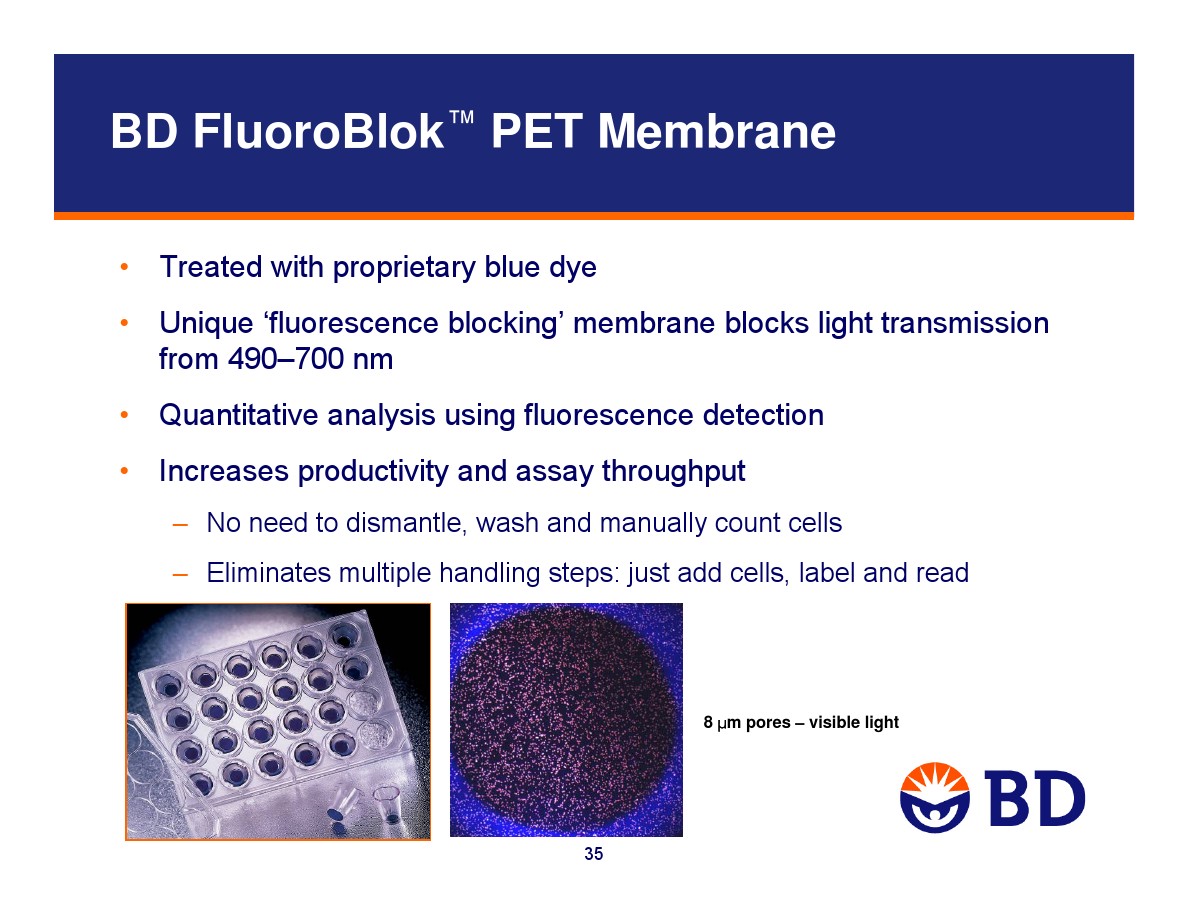 BD FluoroBlok™ PET Membrane
• Treated with proprietary blue dye
• Unique ‘fluorescence blocking’ membrane blocks light transmission
from 490–700 nm
• Quantitative analysis using fluorescence detection
• Increases productivity and assay throughput
– No need to dismantle, wash and manually count cells
– Eliminates multiple handling steps: just add cells, label and read
8 µm pores – visible light
BD
35